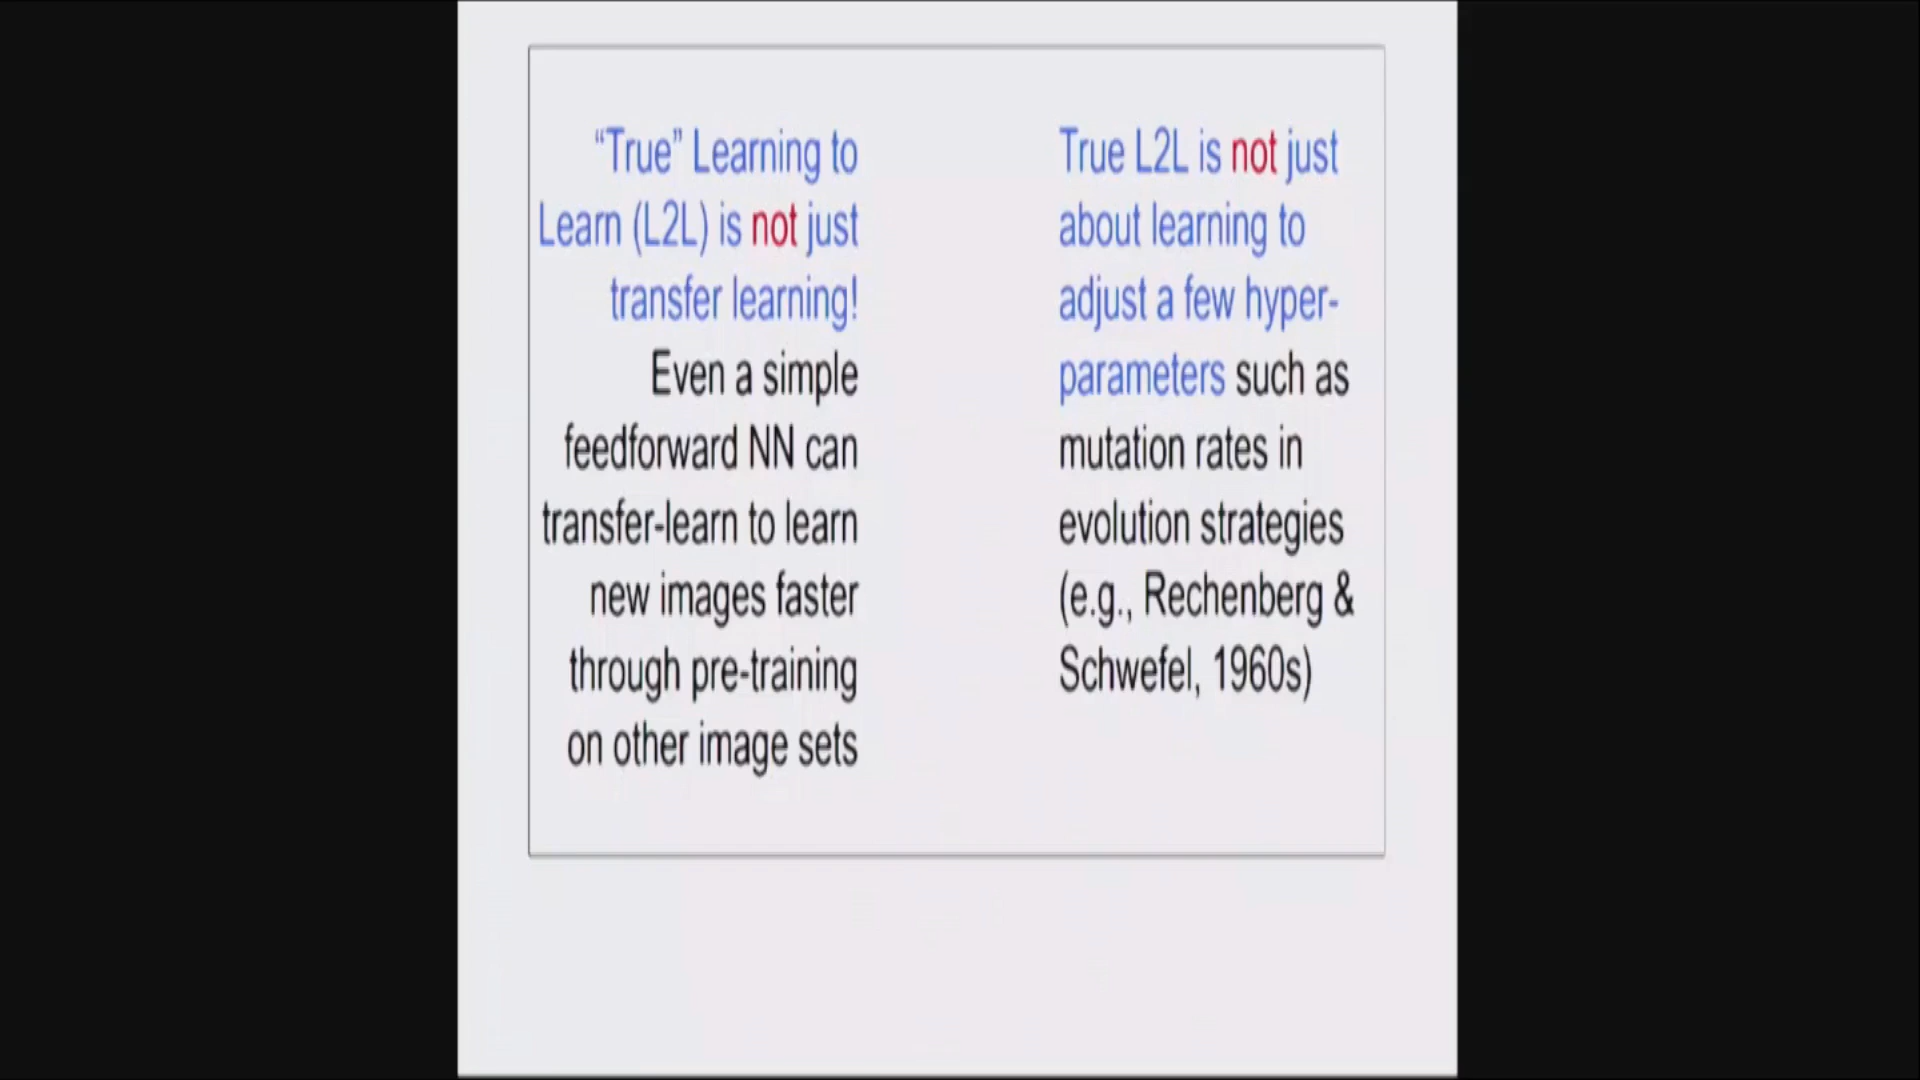 “True” Learning to
Learn (L2L) is not just
transfer learning!
Even a simple
feedforward NN can
transfer-learn to learn
new images faster
through pre-training
on other image sets
True L2L is not just
about learning to
adjust a few hyper-
parameters such as
mutation rates in
evolution strategies
(e.g., Rechenberg &
Schwefel, 1960s)